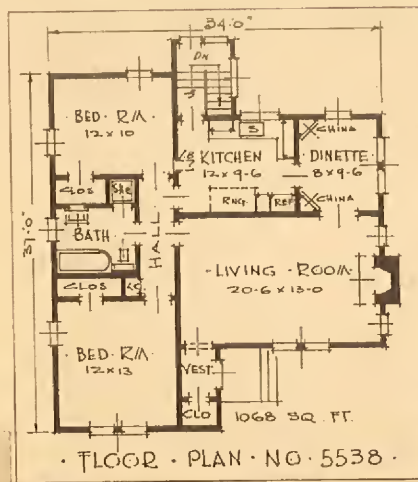 34'-0"
DN
BED RM
12 x 10
KITCHEN
12 x 9-6
S
CHINA
DINETTE
8 x 9-6
CLOS
RNG
REF
CHINA
BATH
HALL
37'-0"
LIVING ROOM
20-6 x 13-0
CLOS
BED RM
12 x 13
VEST.
CLO
1068 SQ. FT.
· FLOOR · PLAN · NO · 5538 ·